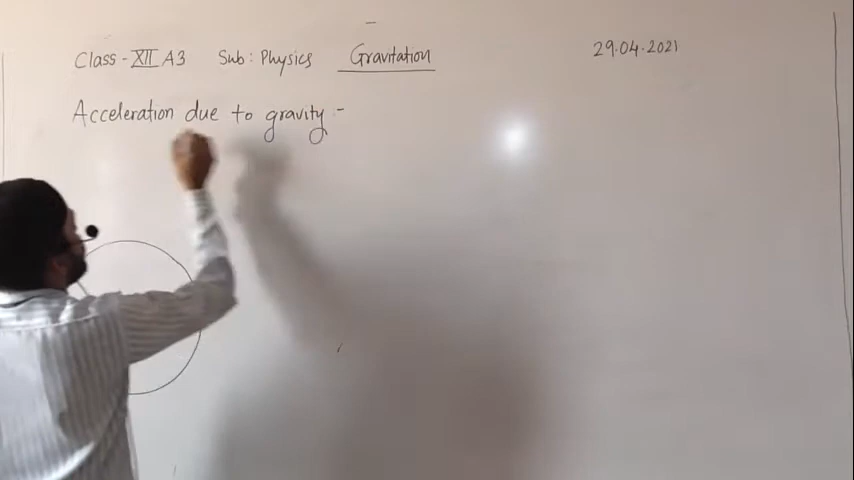 Class - XII A3 Sub : Physics Gravitation 29.04.2021
Acceleration due to gravity -